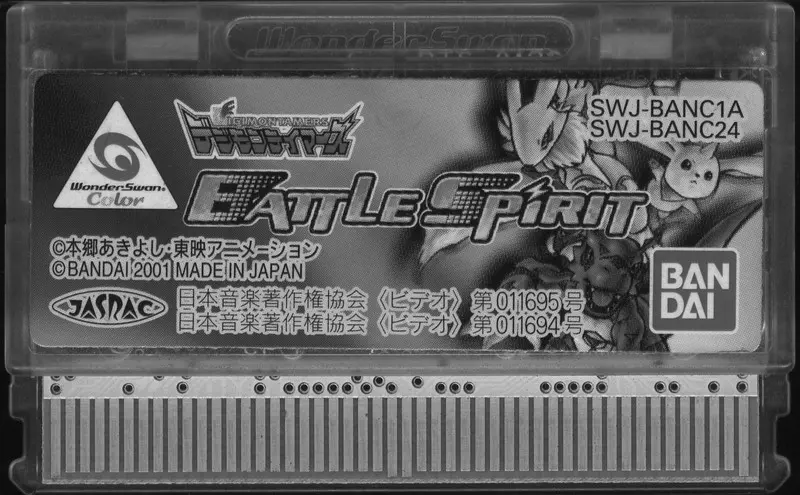 WonderSwan
DIGIMONTAMERS
デジモンテイマーズ
SWJ-BANC1A
SWJ-BANC24
WonderSwan®
Color
BATTLE SPIRIT
©本郷あきよし・東映アニメーション
©BANDAI 2001 MADE IN JAPAN
BAN
DAI
JASRAC
日本音楽著作権協会〈ビデオ〉第011695号
日本音楽著作権協会〈ビデオ〉第011694号